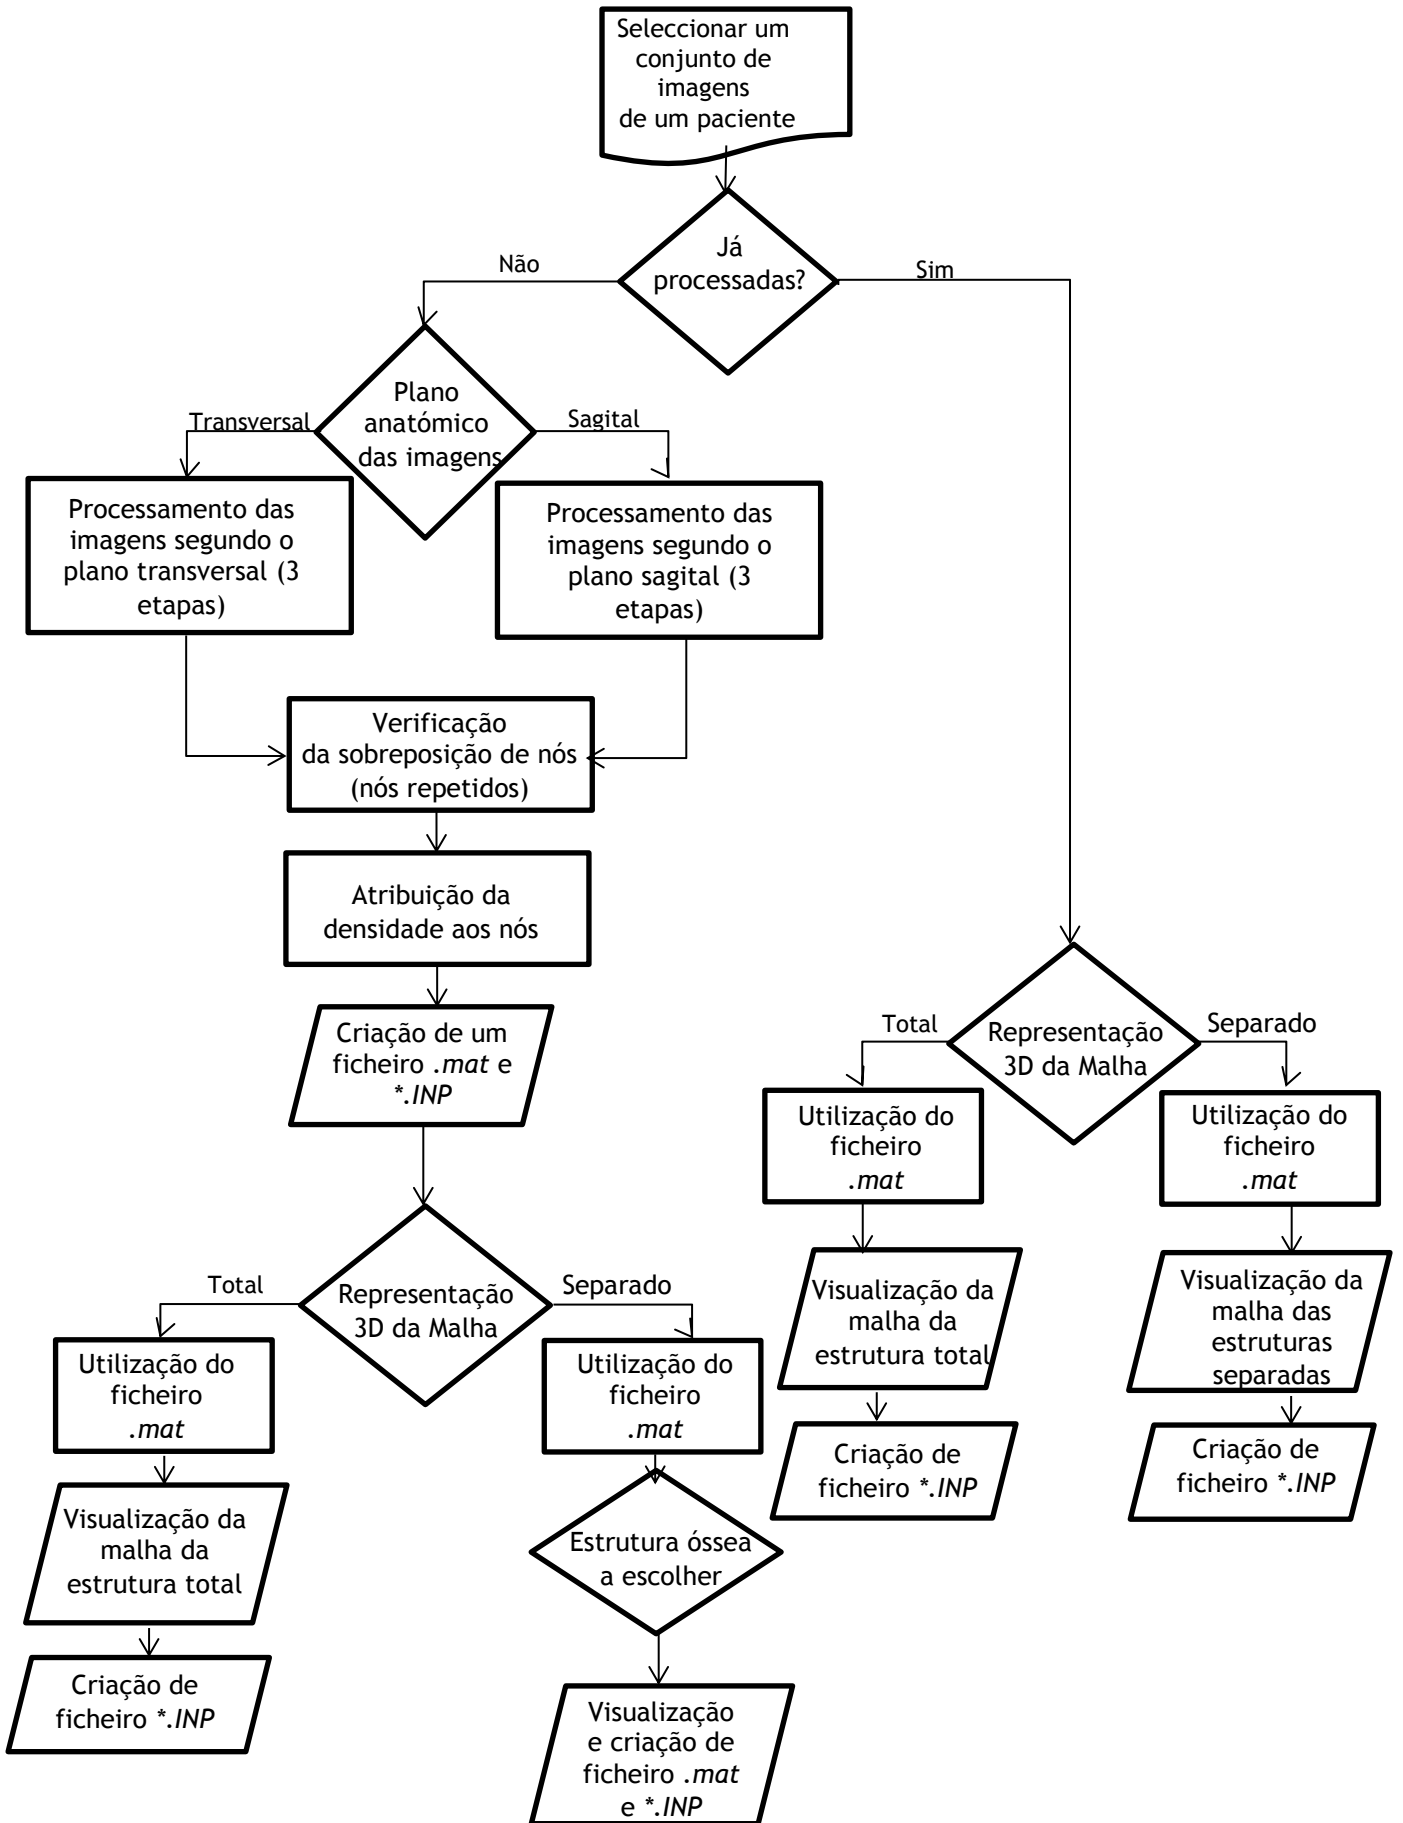 Seleccionar um
conjunto de
imagens
de um paciente
Já
processadas?
Não
Sim
Plano
anatómico
das imagens
Transversal
Sagital
Processamento das
imagens segundo o
plano transversal (3
etapas)
Processamento das
imagens segundo o
plano sagital (3
etapas)
Verificação
da sobreposição de nós
(nós repetidos)
Atribuição da
densidade aos nós
Criação de um
ficheiro .mat e
*.INP
Representação
3D da Malha
Total
Separado
Utilização do
ficheiro
.mat
Visualização da
malha da
estrutura total
Criação de
ficheiro *.INP
Utilização do
ficheiro
.mat
Estrutura óssea
a escolher
Visualização
e criação de
ficheiro .mat
e *.INP
Representação
3D da Malha
Total
Separado
Utilização do
ficheiro
.mat
Visualização da
malha da
estrutura total
Criação de
ficheiro *.INP
Utilização do
ficheiro
.mat
Visualização da
malha das
estruturas
separadas
Criação de
ficheiro *.INP